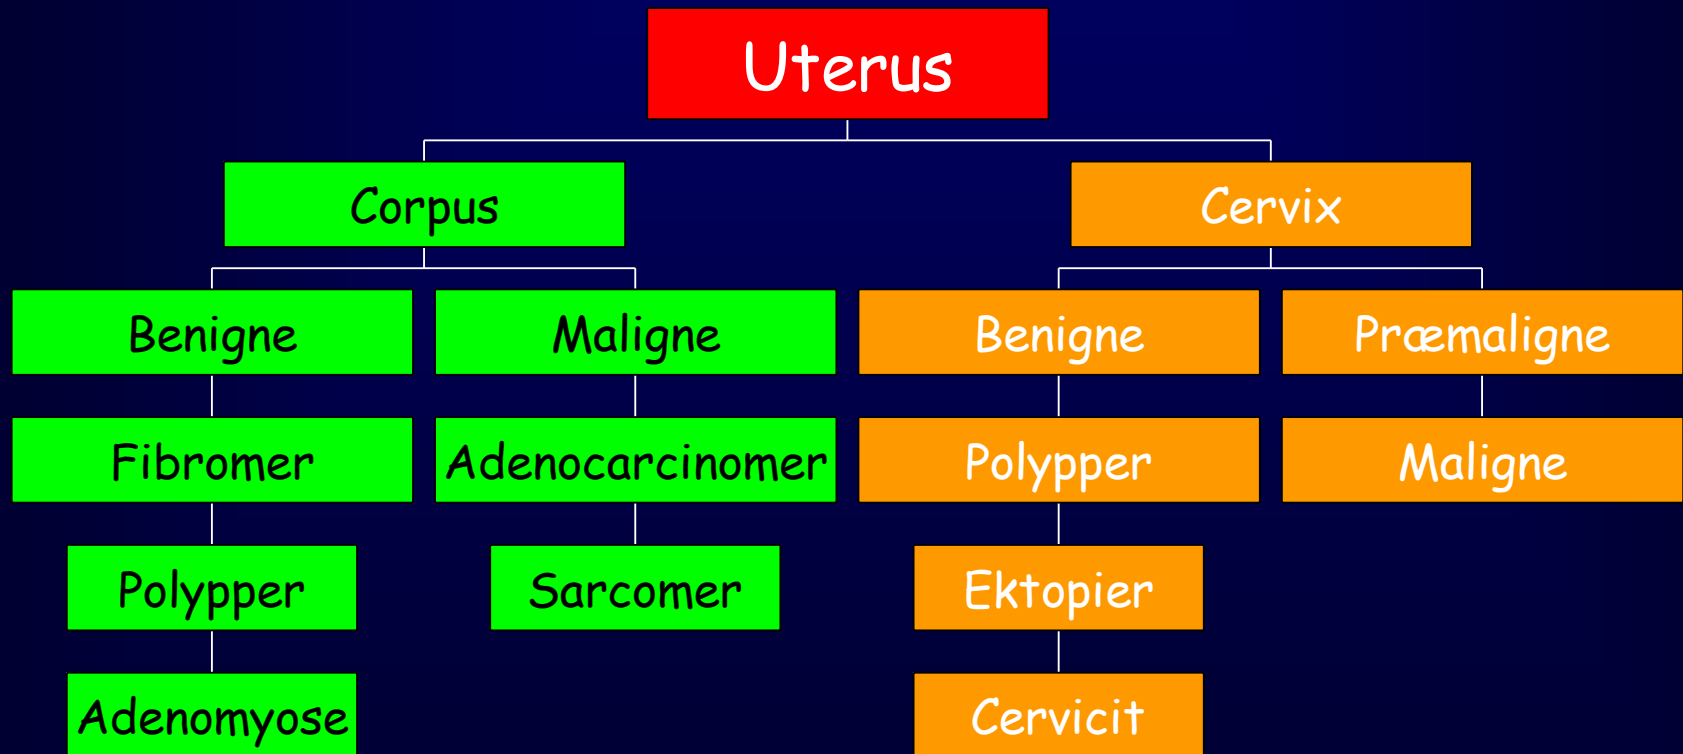 Uterus
Corpus
Cervix
Benigne
Maligne
Benigne
Præmaligne
Fibromer
Adenocarcinomer
Polypper
Maligne
Polypper
Sarcomer
Ektopier
Adenomyose
Cervicit